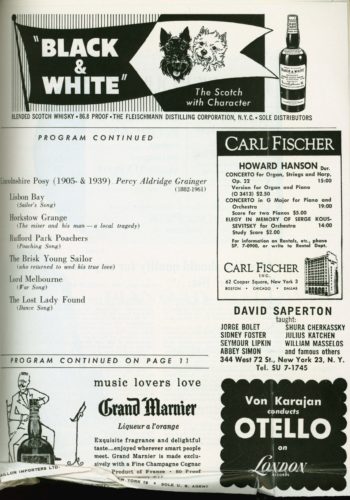 "BLACK
&
WHITE"
The Scotch
with Character
BLENDED SCOTCH WHISKY • 86.8 PROOF • THE FLEISCHMANN DISTILLING CORPORATION, N.Y.C. • SOLE DISTRIBUTORS
PROGRAM CONTINUED
Lincolnshire Posy (1905- & 1939) Percy Aldridge Grainger
(1882-1961)
Lisbon Bay
(Sailor's Song)
Horkstow Grange
(The miser and his man—a local tragedy)
Rufford Park Poachers
(Poaching Song)
The Brisk Young Sailor
(who returned to wed his true love)
Lord Melbourne
(War Song)
The Lost Lady Found
(Dance Song)
PROGRAM CONTINUED ON PAGE 11
CARL FISCHER
HOWARD HANSON Dur.
CONCERTO for Organ, Strings and Harp,
Op. 22 15:00
Version for Organ and Piano
(O 3413) $2.50
CONCERTO in G Major for Piano and
Orchestra 19:00
Score for two Pianos $5.00
ELEGY IN MEMORY OF SERGE KOUS-
SEVITSKY for Orchestra 14:00
Study Score $2.00
For information on Rentals, etc., phone
SP. 7-0900, or write to Rental Dept.
CARL FISCHER
INC.
62 Cooper Square, New York 3
BOSTON • CHICAGO • DALLAS
DAVID SAPERTON
taught:
JORGE BOLET SHURA CHERKASSKY
SIDNEY FOSTER JULIUS KATCHEN
SEYMOUR LIPKIN WILLIAM MASSELOS
ABBEY SIMON and famous others
344 West 72 St., New York 23, N. Y.
Tel. SU 7-1745
music lovers love
Grand Marnier
Liqueur a l'orange
Exquisite fragrance and delightful
taste...enjoyed wherever smart people
meet. Grand Marnier is made exclu-
sively with a Fine Champagne Cognac
Product of France • 80 Proof
IMPORTERS LTD.
SOLE U. S. AGENT
Von Karajan
conducts
OTELLO
on
London
RECORDS